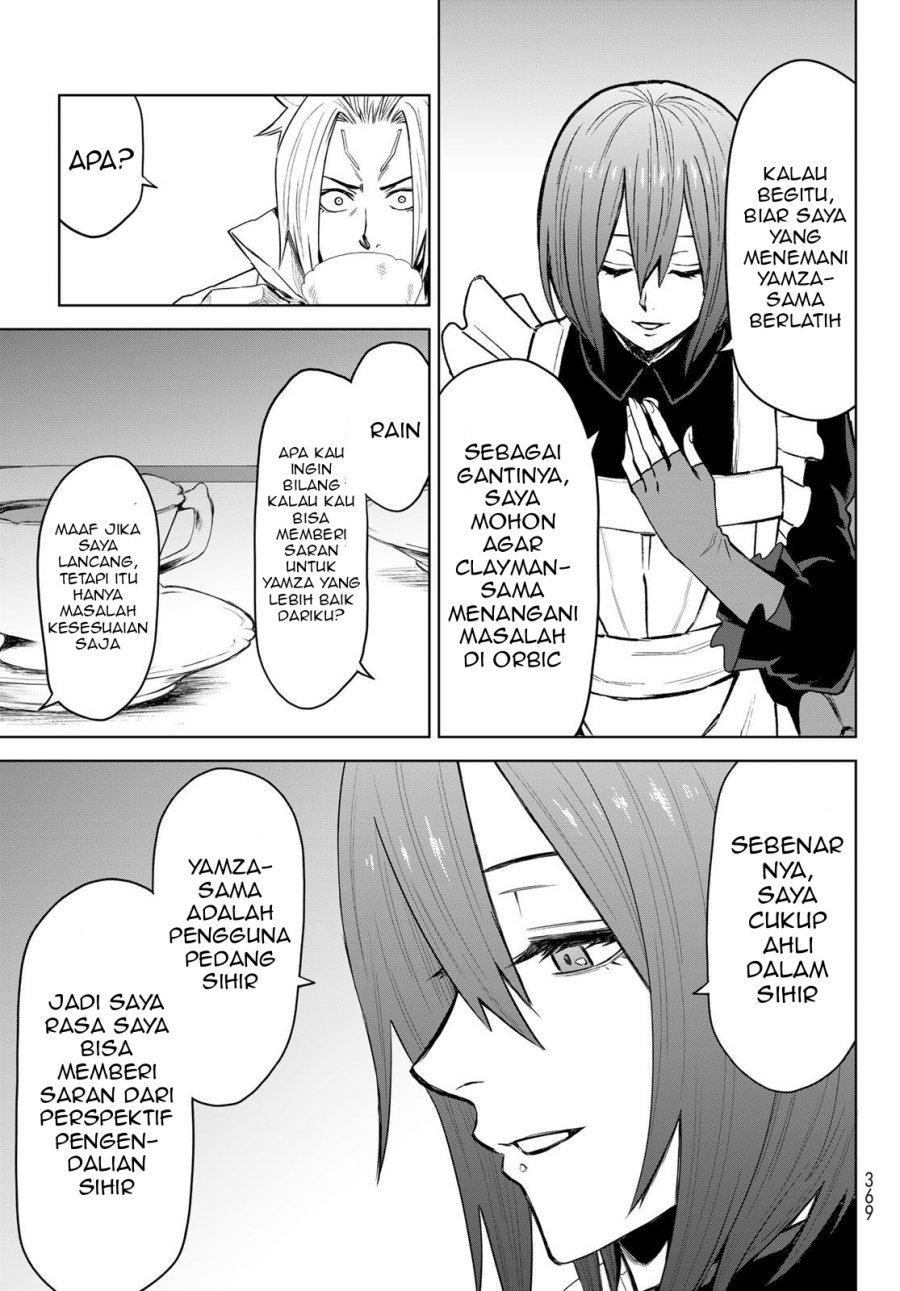 KALAU
BEGITU,
BIAR SAYA
YANG
MENEMANI
YAMZA-
SAMA
BERLATIH
SEBAGAI
GANTINYA,
SAYA
MOHON
AGAR
CLAYMAN-
SAMA
MENANGANI
MASALAH
DI ORBIC
APA?
RAIN
APA KAU
INGIN
BILANG
KALAU KAU
BISA
MEMBERI
SARAN
UNTUK
YAMZA YANG
LEBIH BAIK
DARIKU?
MAAF JIKA
SAYA
LANCANG,
TETAPI ITU
HANYA
MASALAH
KESESUAIAN
SAJA
SEBENAR
NYA,
SAYA
CUKUP
AHLI
DALAM
SIHIR
YAMZA-
SAMA
ADALAH
PENGGUNA
PEDANG
SIHIR
JADI SAYA
RASA SAYA
BISA
MEMBERI
SARAN DARI
PERSPEKTIF
PENGEN-
DALIAN
SIHIR
369